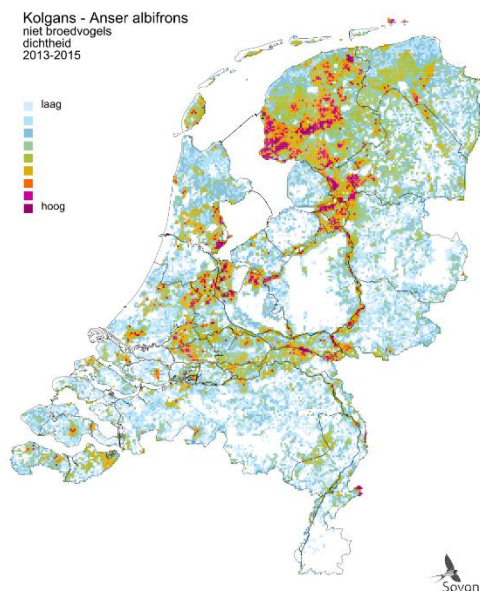 Kolgans - Anser albifrons
niet broedvogels
dichtheid
2013-2015
laag
hoog
Sovon